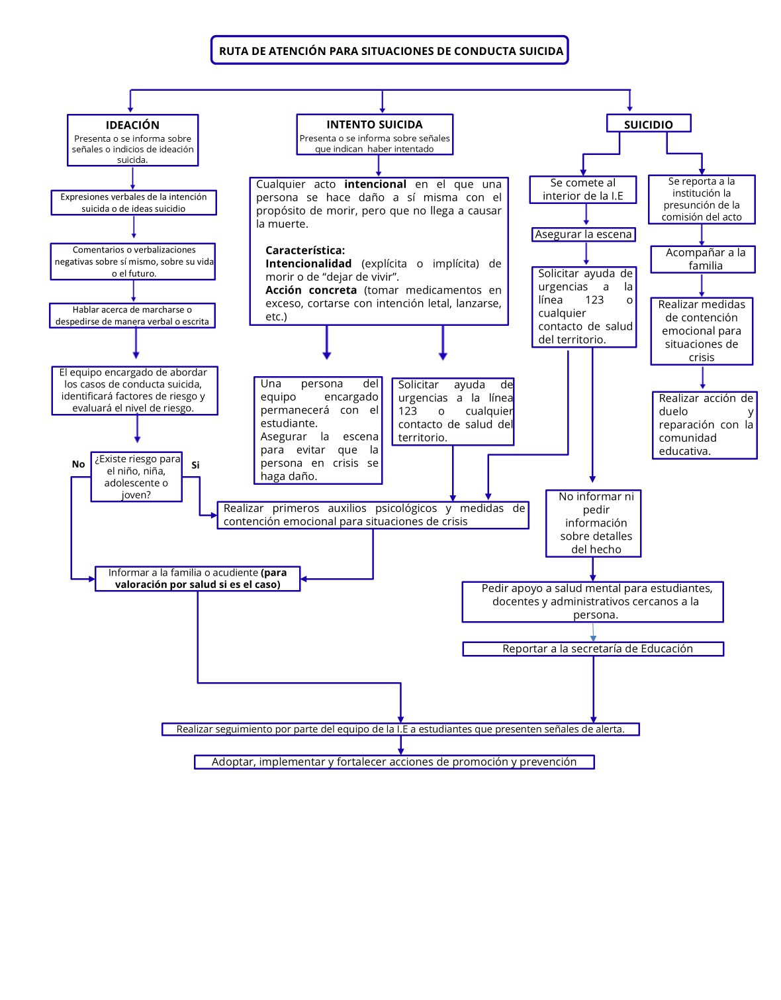 RUTA DE ATENCIÓN PARA SITUACIONES DE CONDUCTA SUICIDA
IDEACIÓN
Presenta o se informa sobre
señales o indicios de ideación
suicida.
Expresiones verbales de la intención
suicida o de ideas suicidio
Comentarios o verbalizaciones
negativas sobre sí mismo, sobre su vida
o el futuro.
Hablar acerca de marcharse o
despedirse de manera verbal o escrita
El equipo encargado de abordar
los casos de conducta suicida,
identificará factores de riesgo y
evaluará el nivel de riesgo.
No
¿Existe riesgo para
el niño, niña,
adolescente o
joven?
Si
INTENTO SUICIDA
Presenta o se informa sobre señales
que indican haber intentado
Cualquier acto intencional en el que una
persona se hace daño a sí misma con el
propósito de morir, pero que no llega a causar
la muerte.
Característica:
Intencionalidad (explícita o implícita) de
morir o de “dejar de vivir”.
Acción concreta (tomar medicamentos en
exceso, cortarse con intención letal, lanzarse,
etc.)
Una persona del
equipo encargado
permanecerá con el
estudiante.
Asegurar la escena
para evitar que la
persona en crisis se
haga daño.
Solicitar ayuda de
urgencias a la línea
123 o cualquier
contacto de salud del
territorio.
Realizar primeros auxilios psicológicos y medidas de
contención emocional para situaciones de crisis
Informar a la familia o acudiente (para
valoración por salud si es el caso)
SUICIDIO
Se comete al
interior de la I.E
Asegurar la escena
Solicitar ayuda de
urgencias a la
línea 123 o
cualquier
contacto de salud
del territorio.
No informar ni
pedir
información
sobre detalles
del hecho
Pedir apoyo a salud mental para estudiantes,
docentes y administrativos cercanos a la
persona.
Reportar a la secretaría de Educación
Se reporta a la
institución la
presunción de la
comisión del acto
Acompañar a la
familia
Realizar medidas
de contención
emocional para
situaciones de
crisis
Realizar acción de
duelo y
reparación con la
comunidad
educativa.
Realizar seguimiento por parte del equipo de la I.E a estudiantes que presenten señales de alerta.
Adoptar, implementar y fortalecer acciones de promoción y prevención